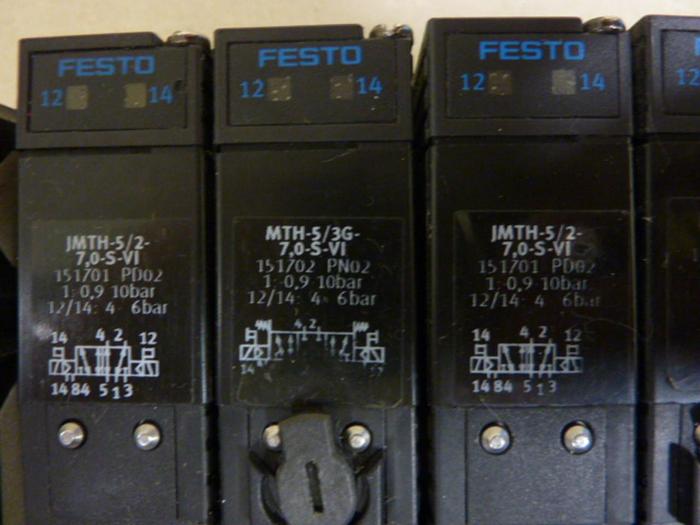 FESTO
12 14
JMTH-5/2-
7,0-S-VI
151701 PD02
1: 0,9 10bar
12/14: 4 6bar
14 4 2 12
14 84 5 1 3
FESTO
12 14
MTH-5/3G-
7,0-S-VI
151702 PN02
1: 0,9 10bar
12/14: 4 6bar
4 2
14
FESTO
12 14
JMTH-5/2-
7,0-S-VI
151701 PD02
1: 0,9 10bar
12/14: 4 6bar
14 4 2 12
14 84 5 1 3
12